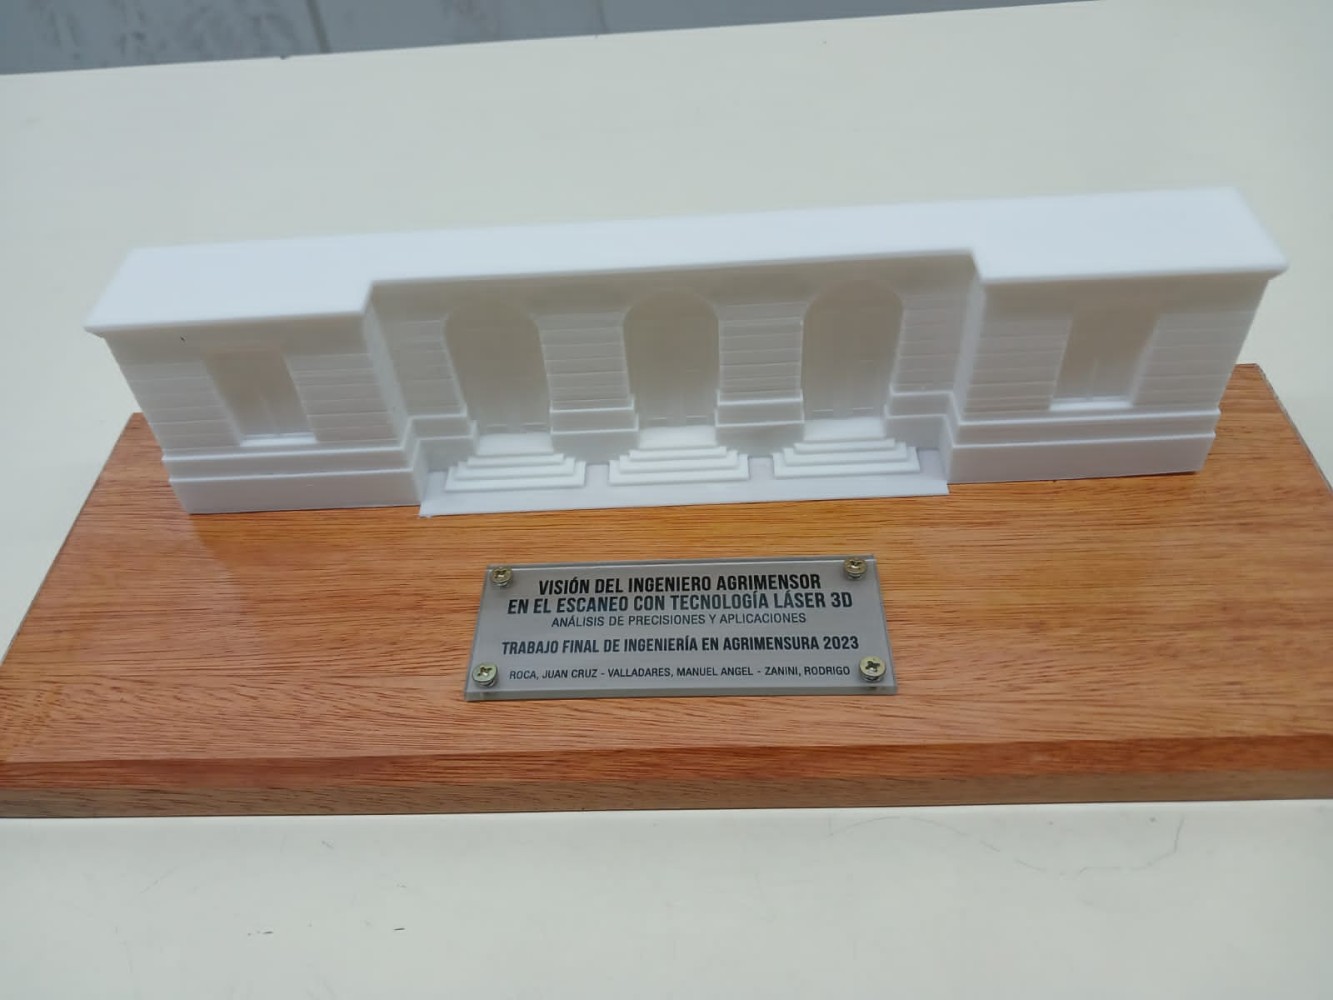 VISIÓN DEL INGENIERO AGRIMENSOR
EN EL ESCANEO CON TECNOLOGÍA LÁSER 3D
ANÁLISIS DE PRECISIONES Y APLICACIONES
TRABAJO FINAL DE INGENIERÍA EN AGRIMENSURA 2023
ROCA, JUAN CRUZ - VALLADARES, MANUEL ANGEL - ZANINI, RODRIGO